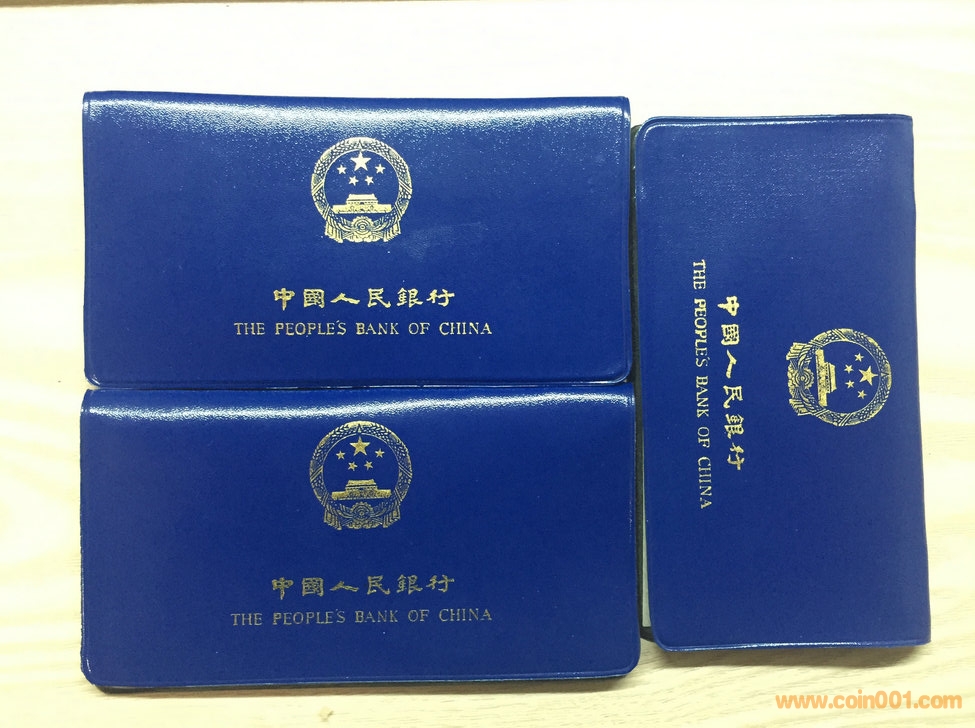 中國人民銀行
THE PEOPLE'S BANK OF CHINA
中國人民銀行
THE PEOPLE'S BANK OF CHINA
中國人民銀行
THE PEOPLE'S BANK OF CHINA
www.coin001.com